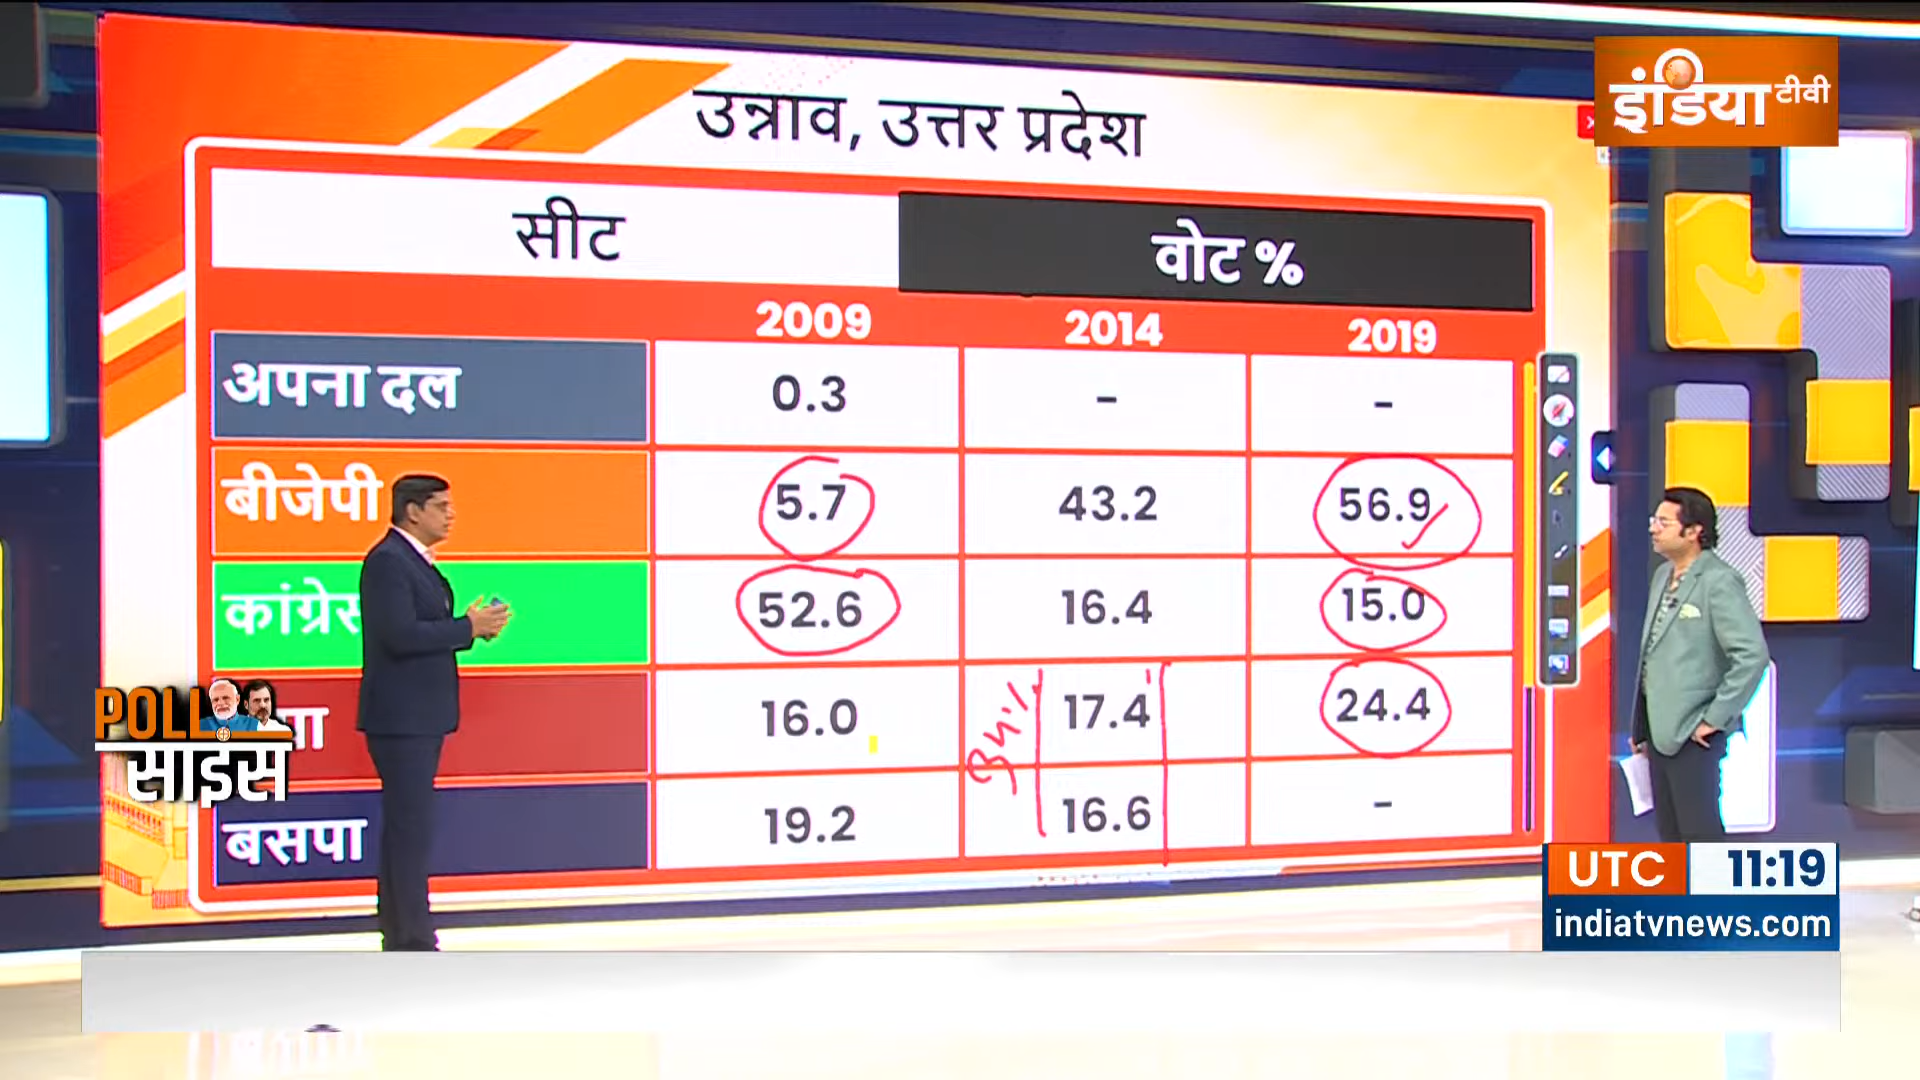 उन्नाव, उत्तर प्रदेश
इंडिया टीवी
सीट वोट %
2009 2014 2019
अपना दल 0.3 - -
बीजेपी 5.7 43.2 56.9
कांग्रेस 52.6 16.4 15.0
16.0 34% 17.4 24.4
बसपा 19.2 16.6 -
POLL
साइस
UTC 11:19
indiatvnews.com